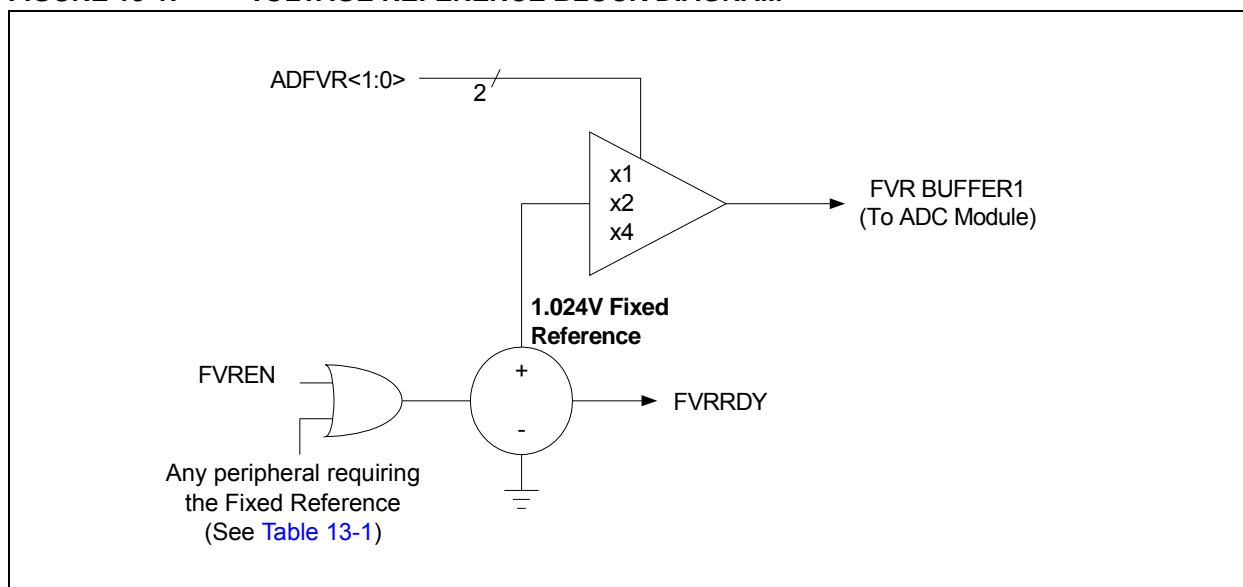 ADFVR<1:0>
2
x1
x2
x4
FVR BUFFER1
(To ADC Module)
1.024V Fixed
Reference
+
-
FVREN
FVRRDY
Any peripheral requiring
the Fixed Reference
(See Table 13-1)